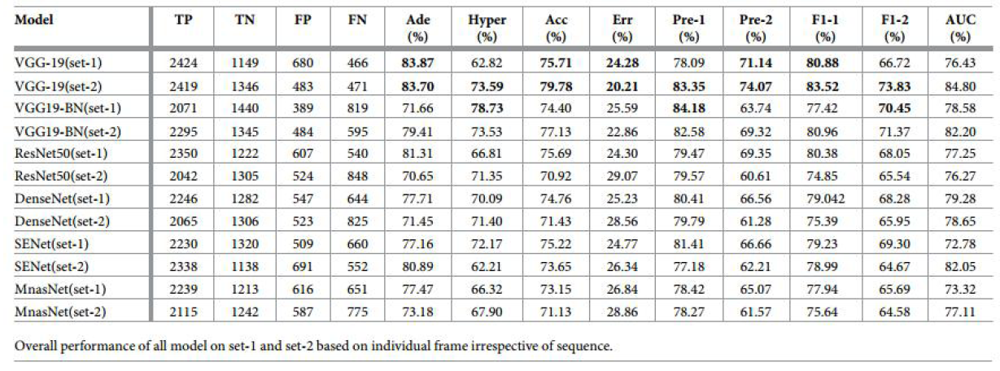 Model TP TN FP FN Ade (%) Hyper (%) Acc (%) Err (%) Pre-1 (%) Pre-2 (%) F1-1 (%) F1-2 (%) AUC (%)
VGG-19(set-1) 2424 1149 680 466 83.87 62.82 75.71 24.28 78.09 71.14 80.88 66.72 76.43
VGG-19(set-2) 2419 1346 483 471 83.70 73.59 79.78 20.21 83.35 74.07 83.52 73.83 84.80
VGG19-BN(set-1) 2071 1440 389 819 71.66 78.73 74.40 25.59 84.18 63.74 77.42 70.45 78.58
VGG19-BN(set-2) 2295 1345 484 595 79.41 73.53 77.13 22.86 82.58 69.32 80.96 71.37 82.20
ResNet50(set-1) 2350 1222 607 540 81.31 66.81 75.69 24.30 79.47 69.35 80.38 68.05 77.25
ResNet50(set-2) 2042 1305 524 848 70.65 71.35 70.92 29.07 79.57 60.61 74.85 65.54 76.27
DenseNet(set-1) 2246 1282 547 644 77.71 70.09 74.76 25.23 80.41 66.56 79.042 68.28 79.28
DenseNet(set-2) 2065 1306 523 825 71.45 71.40 71.43 28.56 79.79 61.28 75.39 65.95 78.65
SENet(set-1) 2230 1320 509 660 77.16 72.17 75.22 24.77 81.41 66.66 79.23 69.30 72.78
SENet(set-2) 2338 1138 691 552 80.89 62.21 73.65 26.34 77.18 62.21 78.99 64.67 82.05
MnasNet(set-1) 2239 1213 616 651 77.47 66.32 73.15 26.84 78.42 65.07 77.94 65.69 73.32
MnasNet(set-2) 2115 1242 587 775 73.18 67.90 71.13 28.86 78.27 61.57 75.64 64.58 77.11
Overall performance of all model on set-1 and set-2 based on individual frame irrespective of sequence.